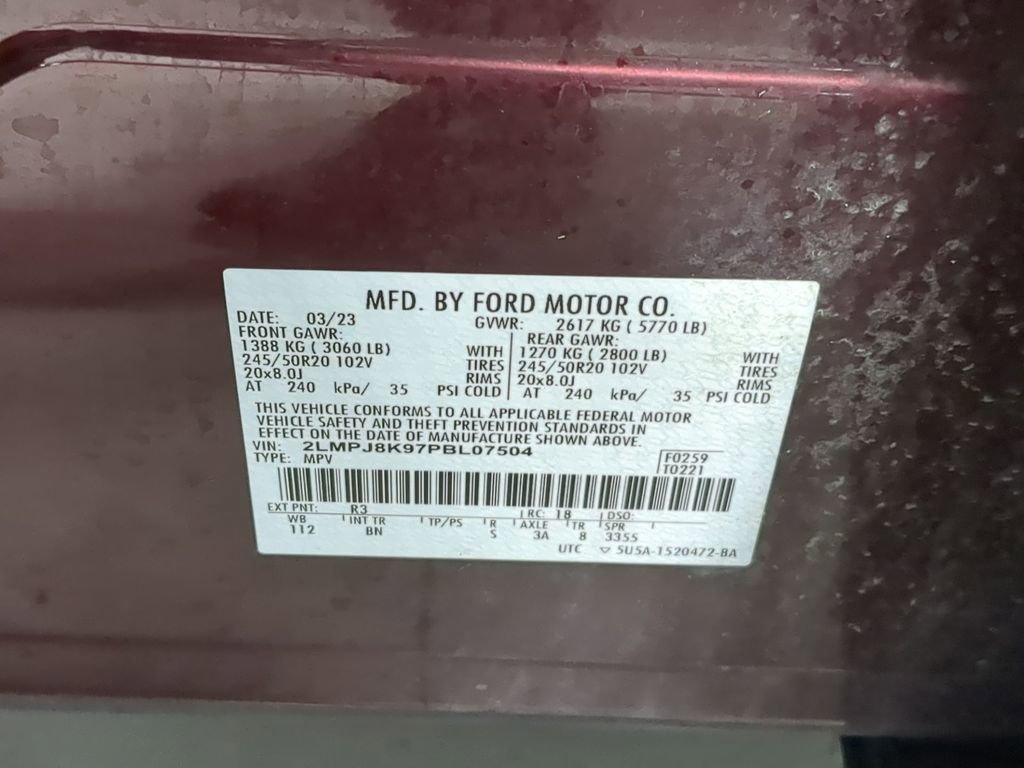 MFD. BY FORD MOTOR CO.
DATE: 03/23 GVWR: 2617 KG ( 5770 LB)
FRONT GAWR: REAR GAWR:
1388 KG ( 3060 LB) WITH 1270 KG ( 2800 LB) WITH
245/50R20 102V TIRES 245/50R20 102V TIRES
20x8.0J RIMS 20x8.0J RIMS
AT 240 kPa/ 35 PSI COLD AT 240 kPa/ 35 PSI COLD
THIS VEHICLE CONFORMS TO ALL APPLICABLE FEDERAL MOTOR
VEHICLE SAFETY AND THEFT PREVENTION STANDARDS IN
EFFECT ON THE DATE OF MANUFACTURE SHOWN ABOVE.
VIN: 2LMPJ8K97PBL07504 F0259
TYPE: MPV T0221
EXT PNT: R3 RC: 18 DSO:
WB INT TR TP/PS R AXLE TR SPR
112 BN S 3A 8 3355
UTC ▽ 5U5A-1520472-BA